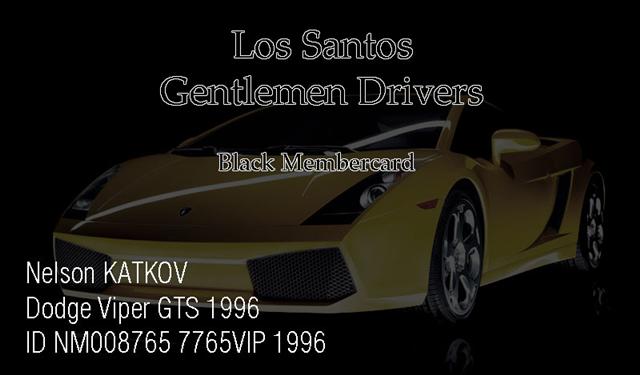 Los Santos
Gentlemen Drivers
Black Membercard
Nelson KATKOV
Dodge Viper GTS 1996
ID NM008765 7765VIP 1996